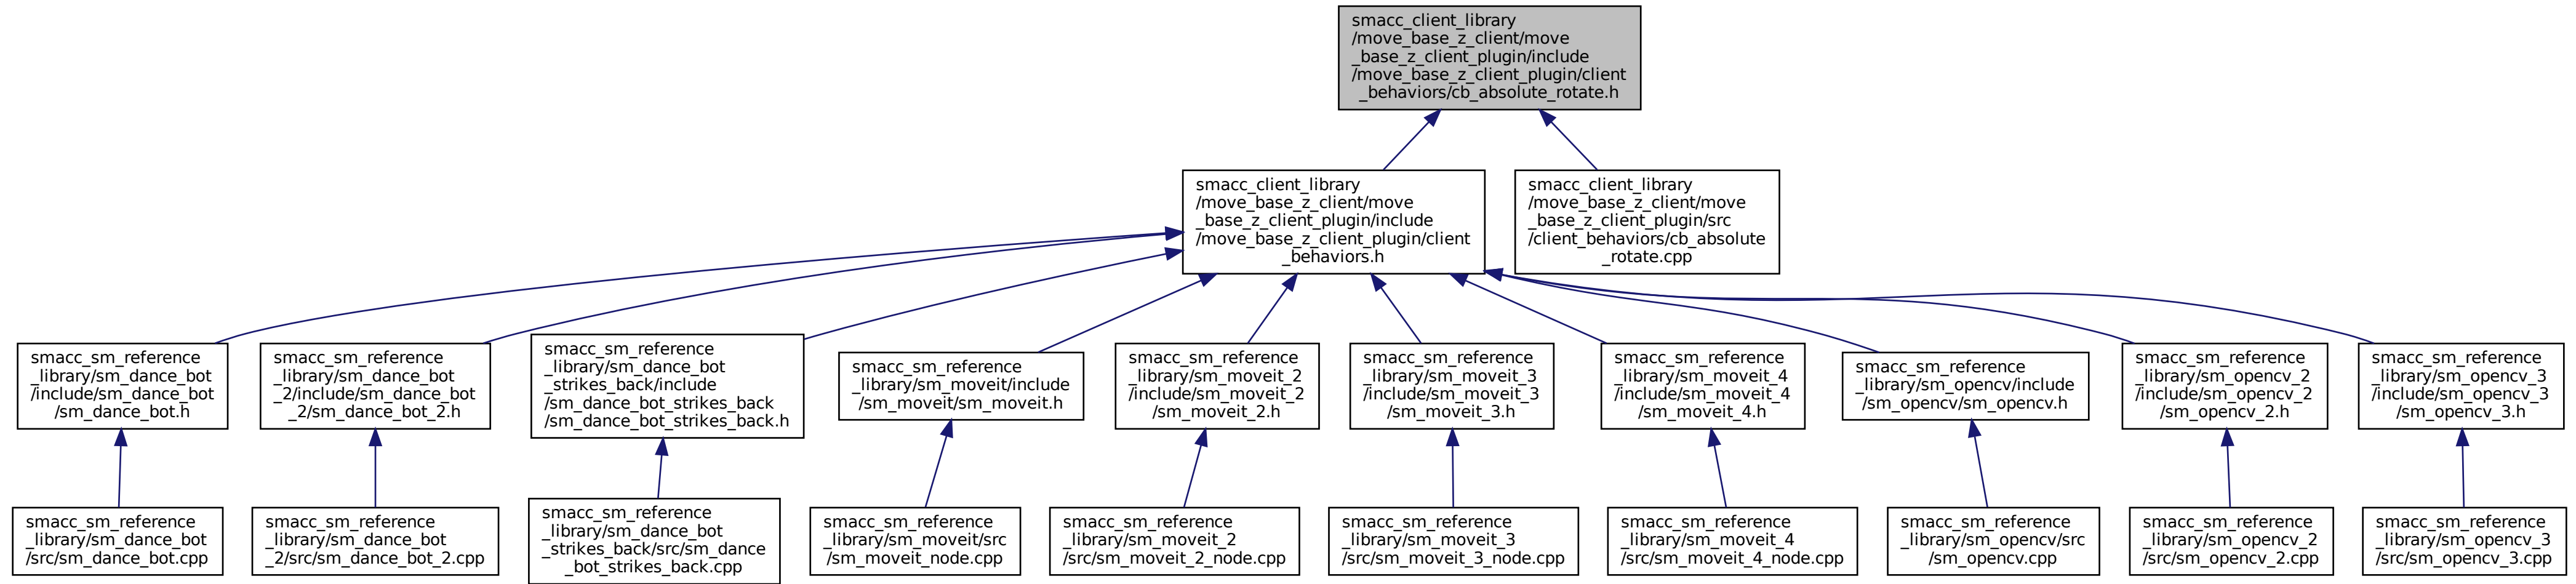 smacc_client_library
/move_base_z_client/move
_base_z_client_plugin/include
/move_base_z_client_plugin/client
_behaviors/cb_absolute_rotate.h
smacc_client_library
/move_base_z_client/move
_base_z_client_plugin/include
/move_base_z_client_plugin/client
_behaviors.h
smacc_client_library
/move_base_z_client/move
_base_z_client_plugin/src
/client_behaviors/cb_absolute
_rotate.cpp
smacc_sm_reference
_library/sm_dance_bot
/include/sm_dance_bot
/sm_dance_bot.h
smacc_sm_reference
_library/sm_dance_bot
_2/include/sm_dance_bot
_2/sm_dance_bot_2.h
smacc_sm_reference
_library/sm_dance_bot
_strikes_back/include
/sm_dance_bot_strikes_back
/sm_dance_bot_strikes_back.h
smacc_sm_reference
_library/sm_moveit/include
/sm_moveit/sm_moveit.h
smacc_sm_reference
_library/sm_moveit_2
/include/sm_moveit_2
/sm_moveit_2.h
smacc_sm_reference
_library/sm_moveit_3
/include/sm_moveit_3
/sm_moveit_3.h
smacc_sm_reference
_library/sm_moveit_4
/include/sm_moveit_4
/sm_moveit_4.h
smacc_sm_reference
_library/sm_opencv/include
/sm_opencv/sm_opencv.h
smacc_sm_reference
_library/sm_opencv_2
/include/sm_opencv_2
/sm_opencv_2.h
smacc_sm_reference
_library/sm_opencv_3
/include/sm_opencv_3
/sm_opencv_3.h
smacc_sm_reference
_library/sm_dance_bot
/src/sm_dance_bot.cpp
smacc_sm_reference
_library/sm_dance_bot
_2/src/sm_dance_bot_2.cpp
smacc_sm_reference
_library/sm_dance_bot
_strikes_back/src/sm_dance
_bot_strikes_back.cpp
smacc_sm_reference
_library/sm_moveit/src
/sm_moveit_node.cpp
smacc_sm_reference
_library/sm_moveit_2
/src/sm_moveit_2_node.cpp
smacc_sm_reference
_library/sm_moveit_3
/src/sm_moveit_3_node.cpp
smacc_sm_reference
_library/sm_moveit_4
/src/sm_moveit_4_node.cpp
smacc_sm_reference
_library/sm_opencv/src
/sm_opencv.cpp
smacc_sm_reference
_library/sm_opencv_2
/src/sm_opencv_2.cpp
smacc_sm_reference
_library/sm_opencv_3
/src/sm_opencv_3.cpp